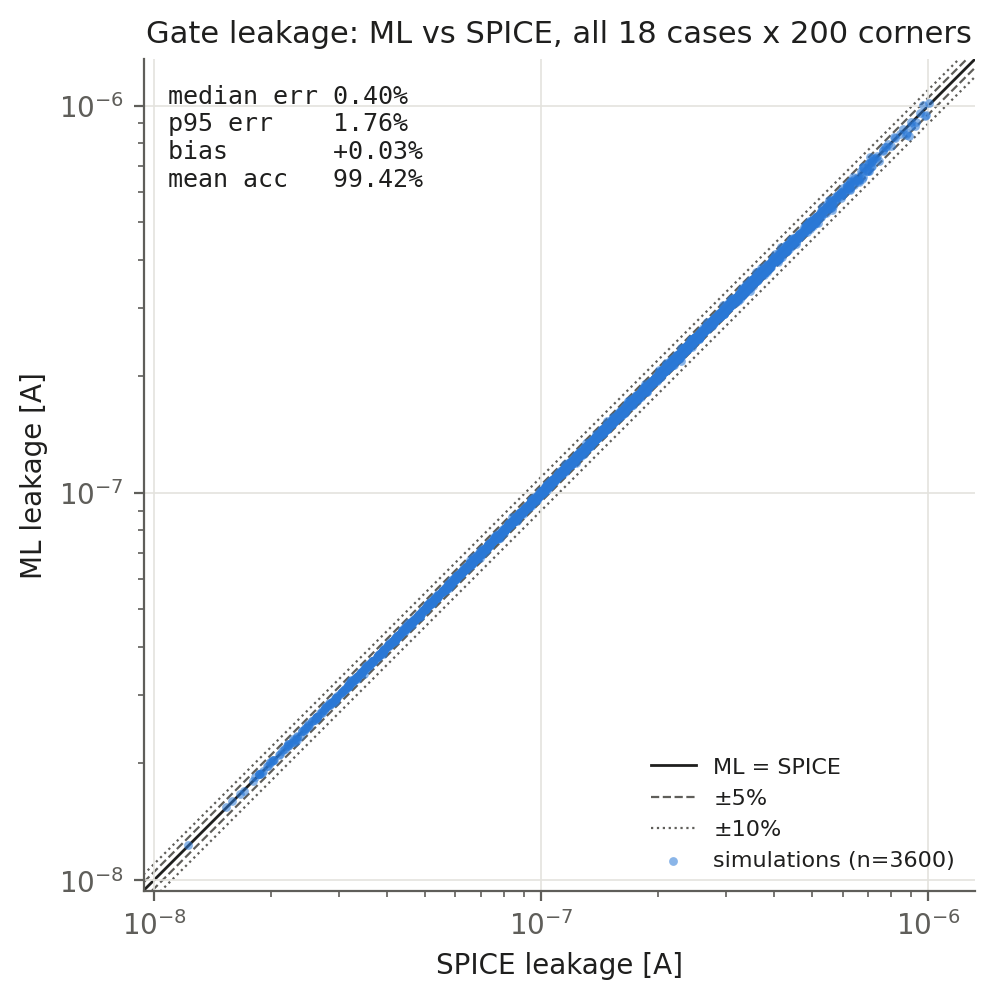 Gate leakage: ML vs SPICE, all 18 cases x 200 corners
median err 0.40%
p95 err 1.76%
bias +0.03%
mean acc 99.42%
10⁻⁶
10⁻⁷
10⁻⁸
ML leakage [A]
ML = SPICE
±5%
±10%
simulations (n=3600)
10⁻⁸ 10⁻⁷ 10⁻⁶
SPICE leakage [A]